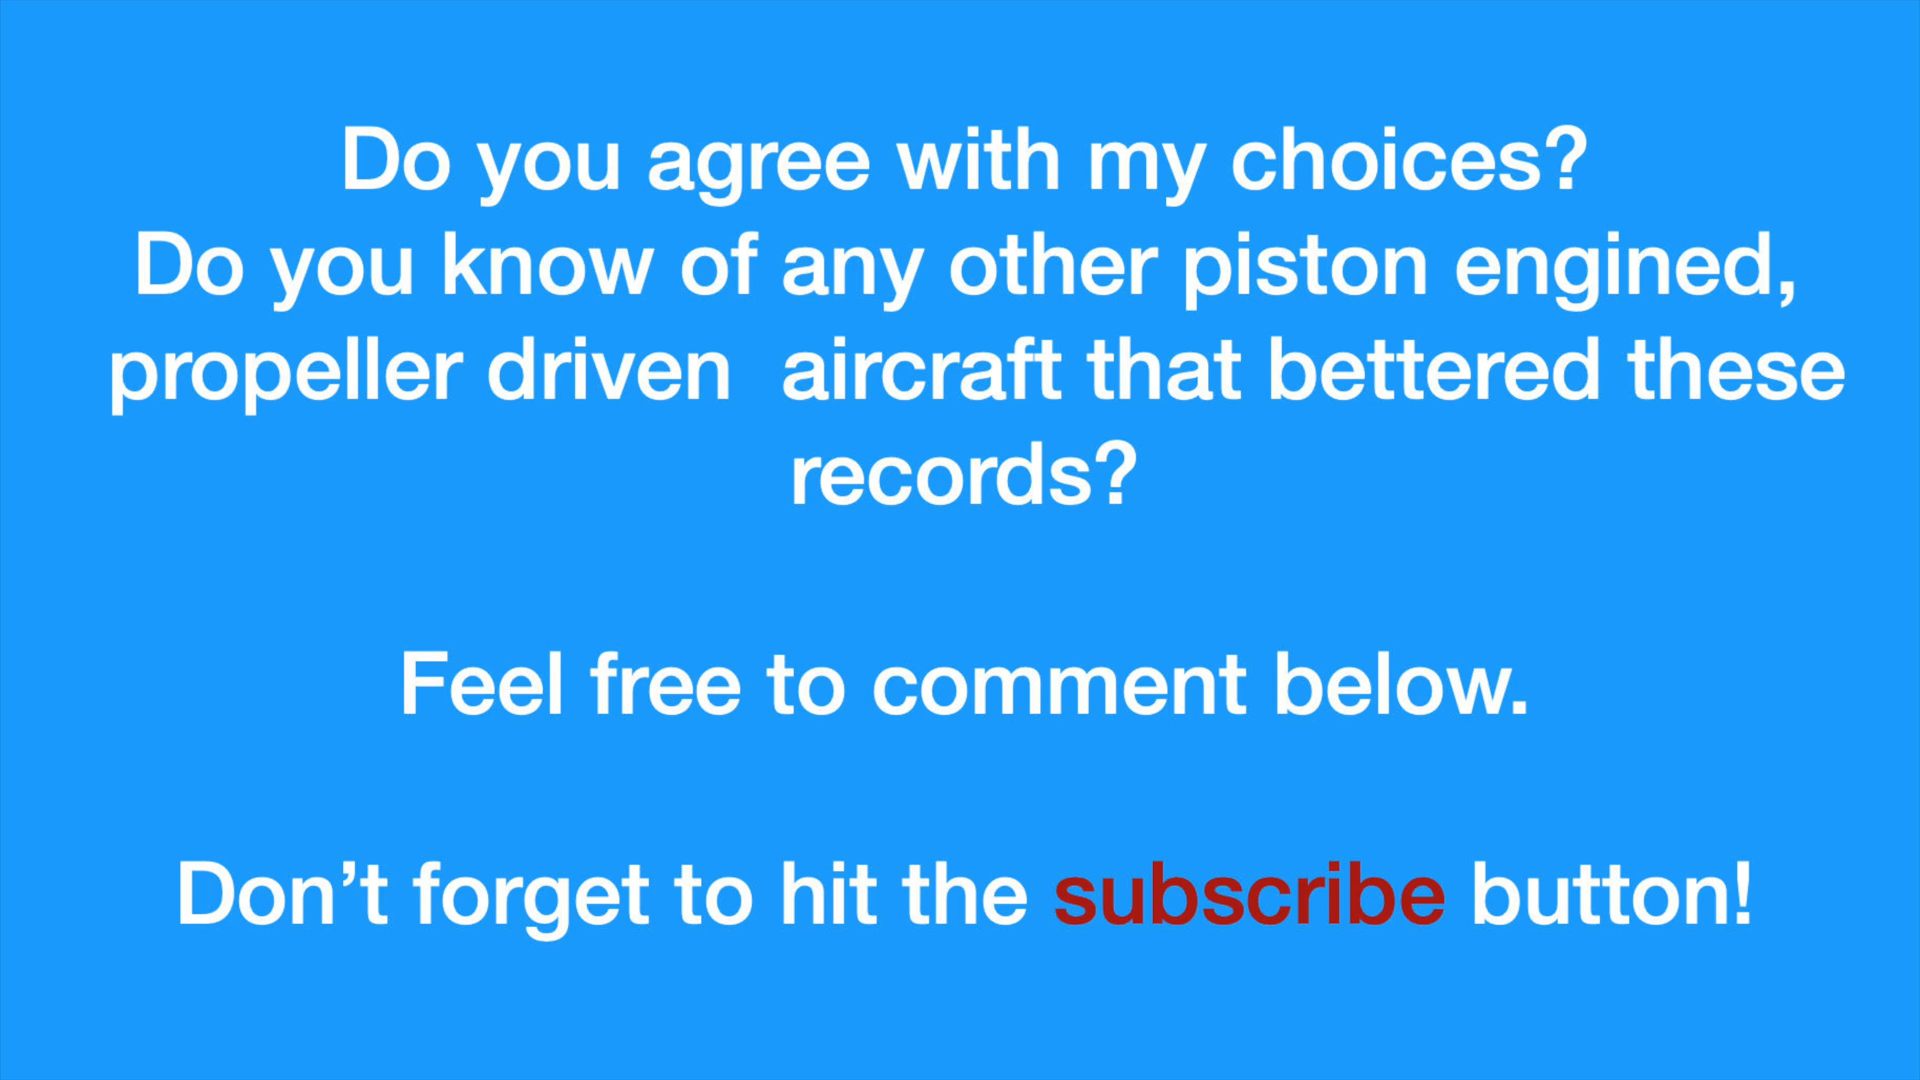 Do you agree with my choices?
Do you know of any other piston engined,
propeller driven  aircraft that bettered these
records?
Feel free to comment below.
Don’t forget to hit the subscribe button!